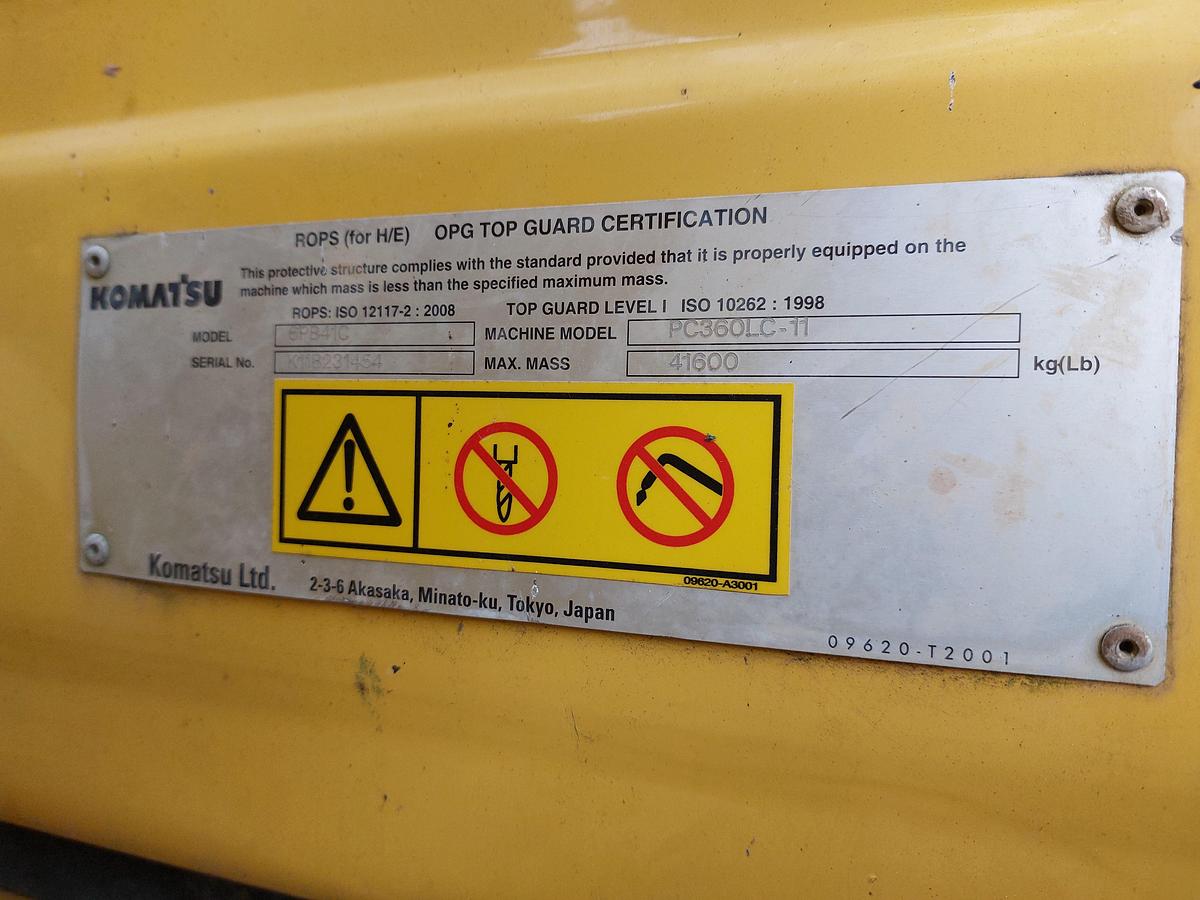 ROPS (for H/E) OPG TOP GUARD CERTIFICATION
KOMATSU
This protective structure complies with the standard provided that it is properly equipped on the
machine which mass is less than the specified maximum mass.
ROPS: ISO 12117-2 : 2008 TOP GUARD LEVEL I ISO 10262 : 1998
MODEL MACHINE MODEL PC360LC-11
SERIAL No. MAX. MASS 41600 kg(Lb)
09620-A3001
Komatsu Ltd. 2-3-6 Akasaka, Minato-ku, Tokyo, Japan
09620-T2001